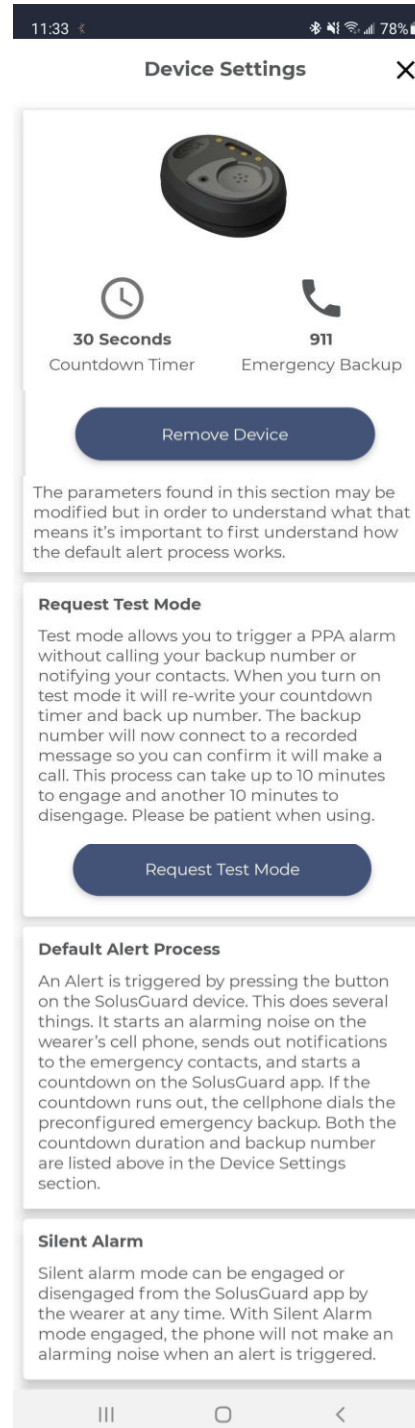 11:33
78%
Device Settings
30 Seconds
Countdown Timer
911
Emergency Backup
Remove Device
The parameters found in this section may be
modified but in order to understand what that
means it's important to first understand how
the default alert process works.
Request Test Mode
Test mode allows you to trigger a PPA alarm
without calling your backup number or
notifying your contacts. When you turn on
test mode it will re-write your countdown
timer and back up number. The backup
number will now connect to a recorded
message so you can confirm it will make a
call. This process can take up to 10 minutes
to engage and another 10 minutes to
disengage. Please be patient when using.
Request Test Mode
Default Alert Process
An Alert is triggered by pressing the button
on the SolusGuard device. This does several
things. It starts an alarming noise on the
wearer's cell phone, sends out notifications
to the emergency contacts, and starts a
countdown on the SolusGuard app. If the
countdown runs out, the cellphone dials the
preconfigured emergency backup. Both the
countdown duration and backup number
are listed above in the Device Settings
section.
Silent Alarm
Silent alarm mode can be engaged or
disengaged from the SolusGuard app by
the wearer at any time. With Silent Alarm
mode engaged, the phone will not make an
alarming noise when an alert is triggered.